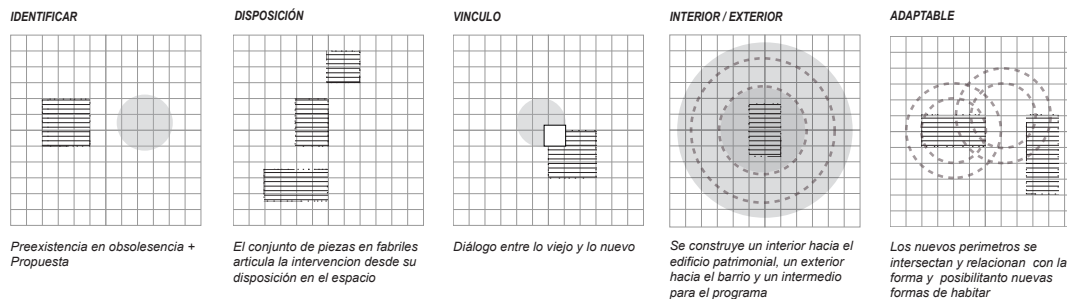 IDENTIFICAR
Preexistencia en obsolesencia +
Propuesta
DISPOSICIÓN
El conjunto de piezas en fabriles
articula la intervencion desde su
disposición en el espacio
VINCULO
Diálogo entre lo viejo y lo nuevo
INTERIOR / EXTERIOR
Se construye un interior hacia el
edificio patrimonial, un exterior
hacia el barrio y un intermedio
para el programa
ADAPTABLE
Los nuevos perimetros se
intersectan y relacionan con la
forma y posibilitanto nuevas
formas de habitar